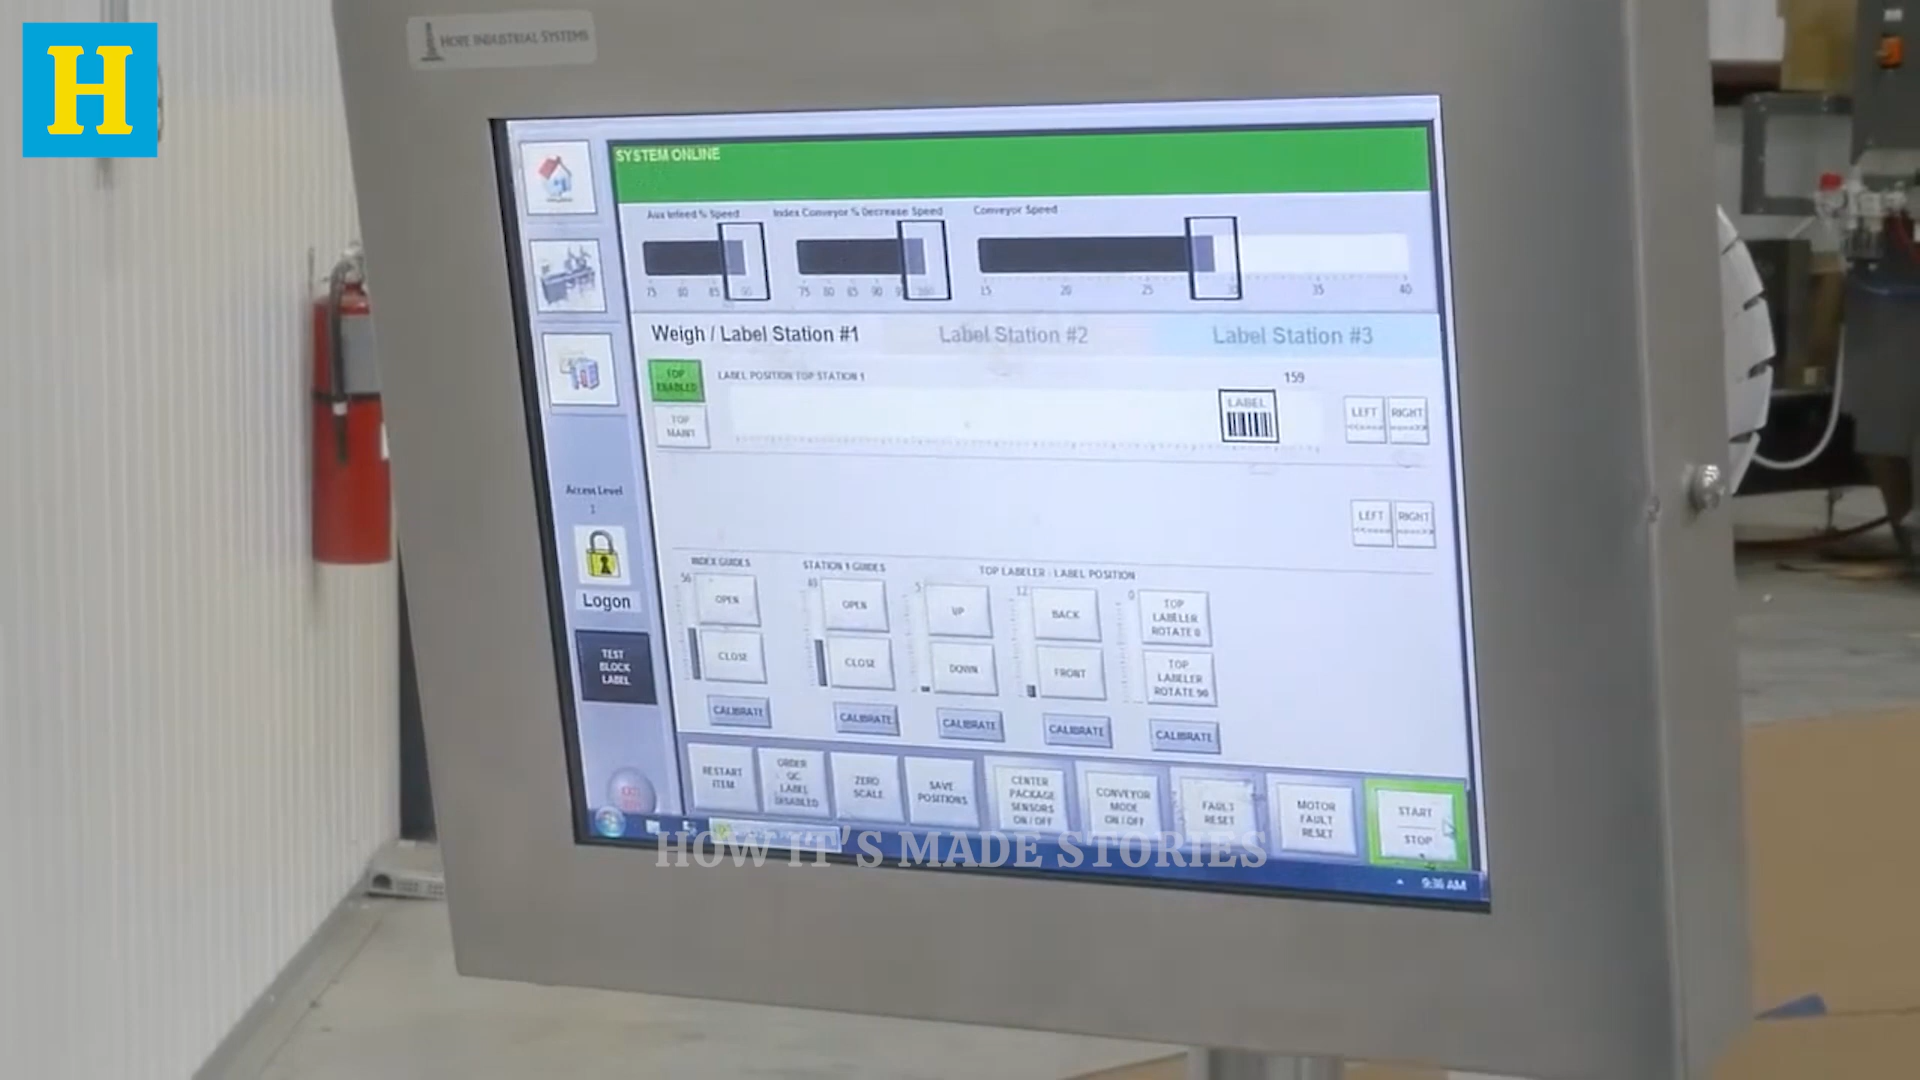 H
HOPE INDUSTRIAL SYSTEMS
SYSTEM ONLINE
Aux Infeed % Speed
Index Conveyor % Decrease Speed
Conveyor Speed
75 80 85 90
75 80 85 90 100
15 20 25 30 35 40
Weigh / Label Station #1
Label Station #2
Label Station #3
TOP ENABLED
LABEL POSITION TOP STATION 1
159
TOP MAINT
LABEL
LEFT
<<=====
RIGHT
=====>>
Access Level
1
LEFT
<<=====
RIGHT
=====>>
Logon
INDEX GUIDES
STATION 1 GUIDES
TOP LABELER : LABEL POSITION
56
OPEN
CLOSE
CALIBRATE
49
OPEN
CLOSE
CALIBRATE
5
UP
DOWN
CALIBRATE
12
BACK
FRONT
CALIBRATE
0
TOP LABELER ROTATE 0
TOP LABELER ROTATE 90
CALIBRATE
TEST BLOCK LABEL
RESTART ITEM
ORDER QC LABEL DISABLED
ZERO SCALE
SAVE POSITIONS
CENTER PACKAGE SENSORS ON / OFF
CONVEYOR MODE ON / OFF
FAULT RESET
MOTOR FAULT RESET
START
STOP
HOW IT'S MADE STORIES
9:36 AM